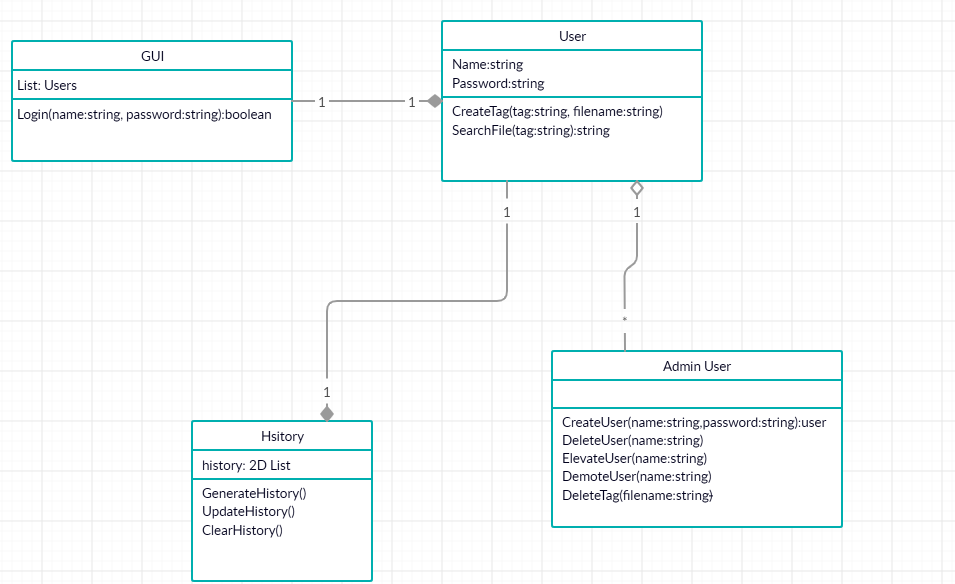 GUI
List: Users
Login(name:string, password:string):boolean
1
1
User
Name:string
Password:string
CreateTag(tag:string, filename:string)
SearchFile(tag:string):string
1
1
1
*
Hsitory
history: 2D List
GenerateHistory()
UpdateHistory()
ClearHistory()
Admin User
CreateUser(name:string,password:string):user
DeleteUser(name:string)
ElevateUser(name:string)
DemoteUser(name:string)
DeleteTag(filename:string)